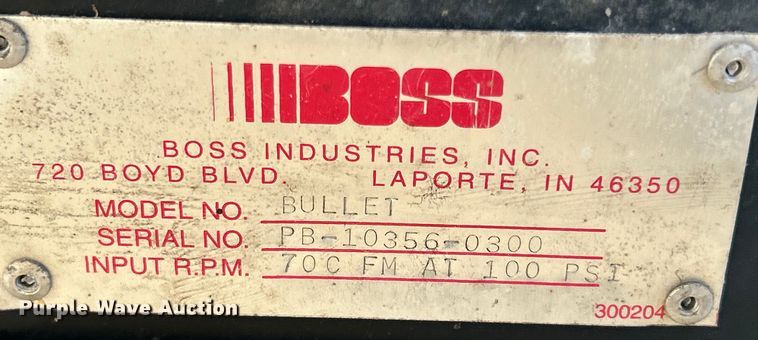 BOSS
BOSS INDUSTRIES, INC.
720 BOYD BLVD. LAPORTE, IN 46350
MODEL NO. BULLET
SERIAL NO. PB-10356-0300
INPUT R.P.M. 70C FM AT 100 PSI
300204
Purple Wave Auction